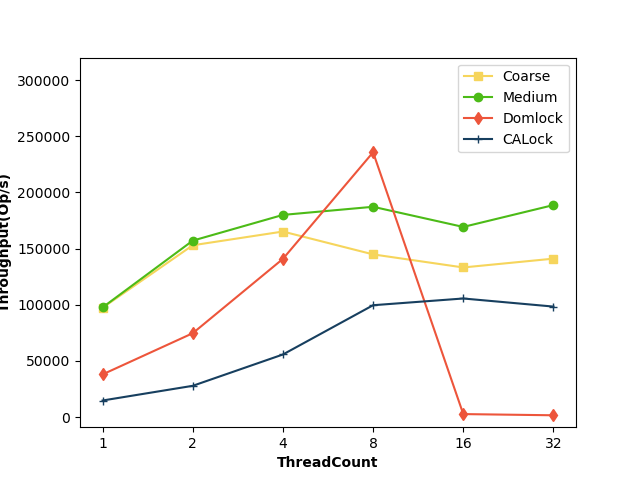 300000
250000
200000
150000
100000
50000
0
Throughput(Op/s)
1 2 4 8 16 32
ThreadCount
Coarse
Medium
Domlock
CALock